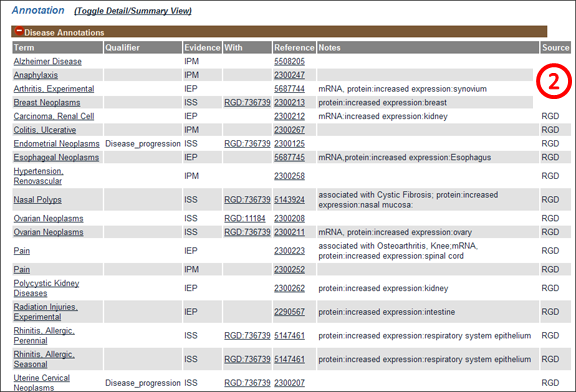 Annotation (Toggle Detail/Summary View)
Disease Annotations
Term Qualifier Evidence With Reference Notes Source
Alzheimer Disease IPM 5508205
Anaphylaxis IPM 2300247
Arthritis, Experimental IEP 5687744 mRNA, protein:increased expression:synovium
Breast Neoplasms ISS RGD:736739 2300213 protein:increased expression:breast
2
Carcinoma, Renal Cell IEP 2300212 mRNA:increased expression:kidney RGD
Colitis, Ulcerative IPM 2300267 RGD
Endometrial Neoplasms Disease_progression ISS RGD:736739 2300125 RGD
Esophageal Neoplasms IEP 5687745 mRNA,protein:increased expression:Esophagus RGD
Hypertension,
Renovascular IPM 2300258 RGD
Nasal Polyps ISS RGD:736739 5143924 associated with Cystic Fibrosis; protein:increased
expression:nasal mucosa: RGD
Ovarian Neoplasms ISS RGD:11184 2300208 RGD
Ovarian Neoplasms ISS RGD:736739 2300211 mRNA, protein:increased expression:ovary RGD
Pain IEP 2300223 associated with Osteoarthritis, Knee;mRNA,
protein:increased expression:spinal cord RGD
Pain IPM 2300252 RGD
Polycystic Kidney
Diseases IEP 2300262 protein:increased expression:kidney RGD
Radiation Injuries,
Experimental IEP 2290567 protein:increased expression:intestine RGD
Rhinitis, Allergic,
Perennial ISS RGD:736739 5147461 protein:increased expression:respiratory system epithelium RGD
Rhinitis, Allergic,
Seasonal ISS RGD:736739 5147461 protein:increased expression:respiratory system epithelium RGD
Uterine Cervical
Neoplasms Disease_progression ISS RGD:736739 2300207 RGD